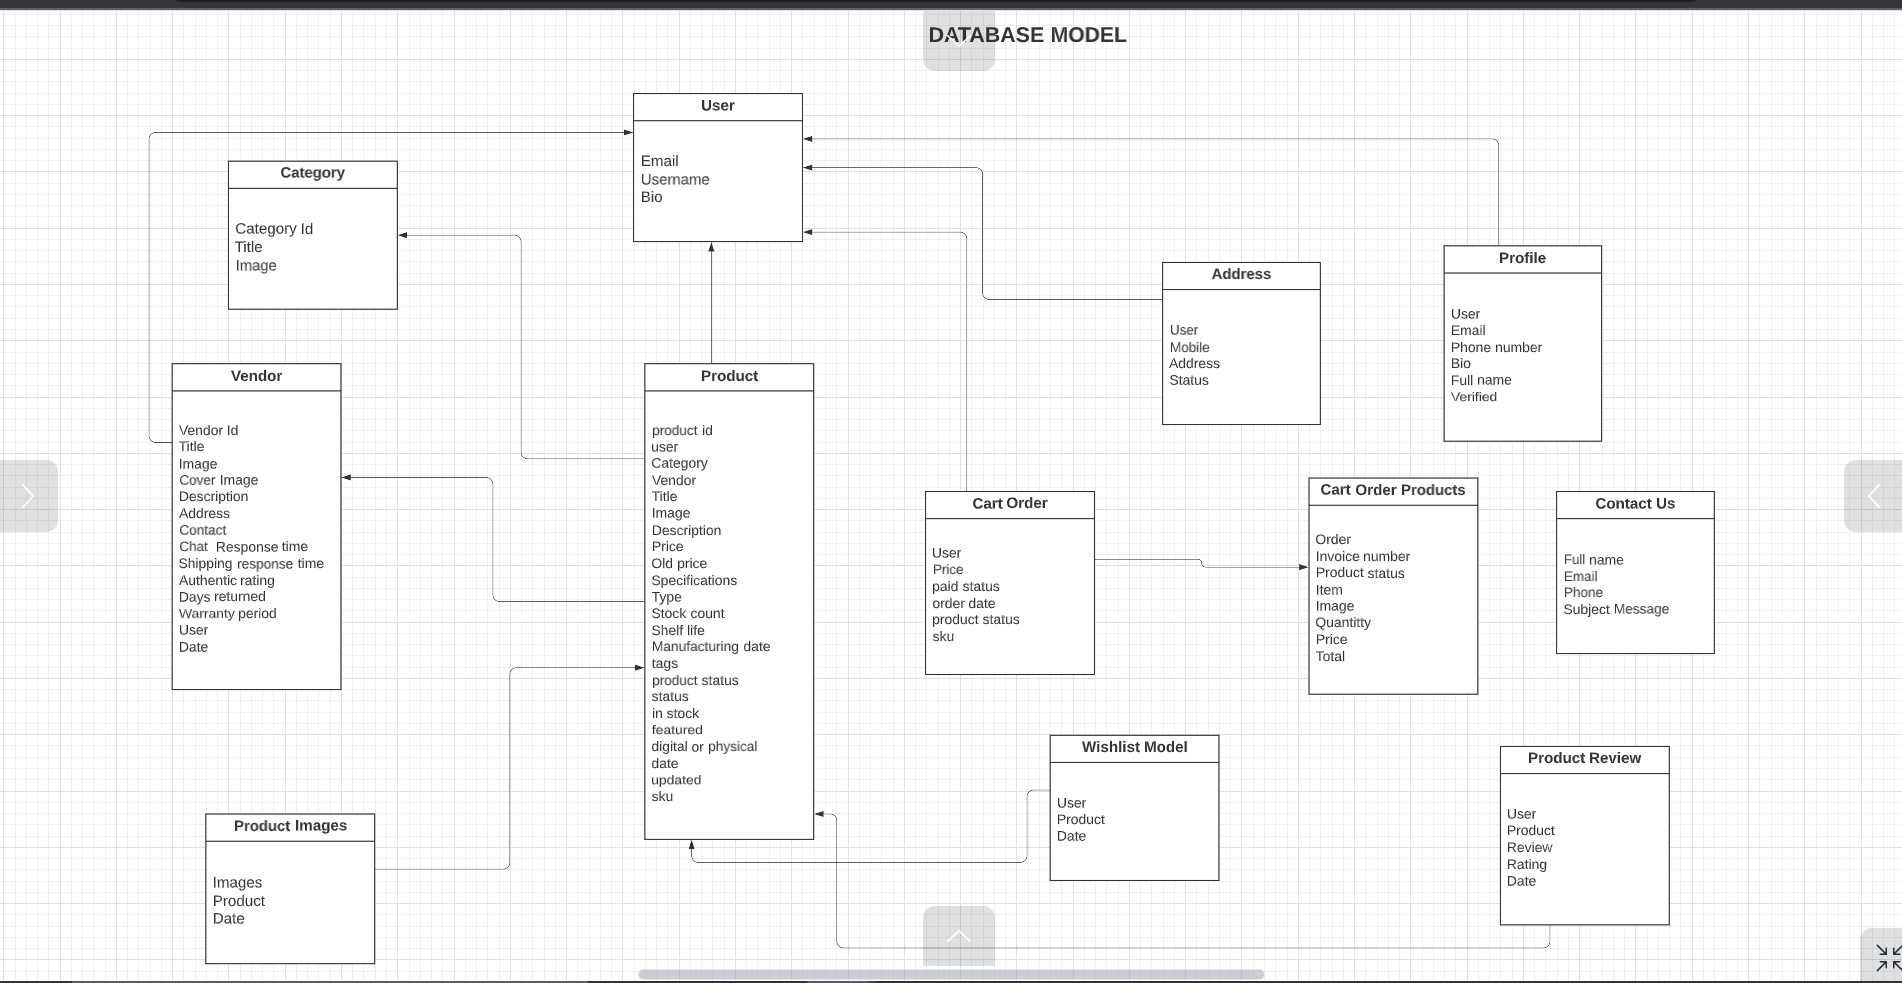 DATABASE MODEL
User
Email
Username
Bio
Category
Category Id
Title
Image
Address
User
Mobile
Address
Status
Profile
User
Email
Phone number
Bio
Full name
Verified
Vendor
Vendor Id
Title
Image
Cover Image
Description
Address
Contact
Chat Response time
Shipping response time
Authentic rating
Days returned
Warranty period
User
Date
Product
product id
user
Category
Vendor
Title
Image
Description
Price
Old price
Specifications
Type
Stock count
Shelf life
Manufacturing date
tags
product status
status
in stock
featured
digital or physical
date
updated
sku
Cart Order
User
Price
paid status
order date
product status
sku
Cart Order Products
Order
Invoice number
Product status
Item
Image
Quantitty
Price
Total
Contact Us
Full name
Email
Phone
Subject Message
Wishlist Model
User
Product
Date
Product Review
User
Product
Review
Rating
Date
Product Images
Images
Product
Date